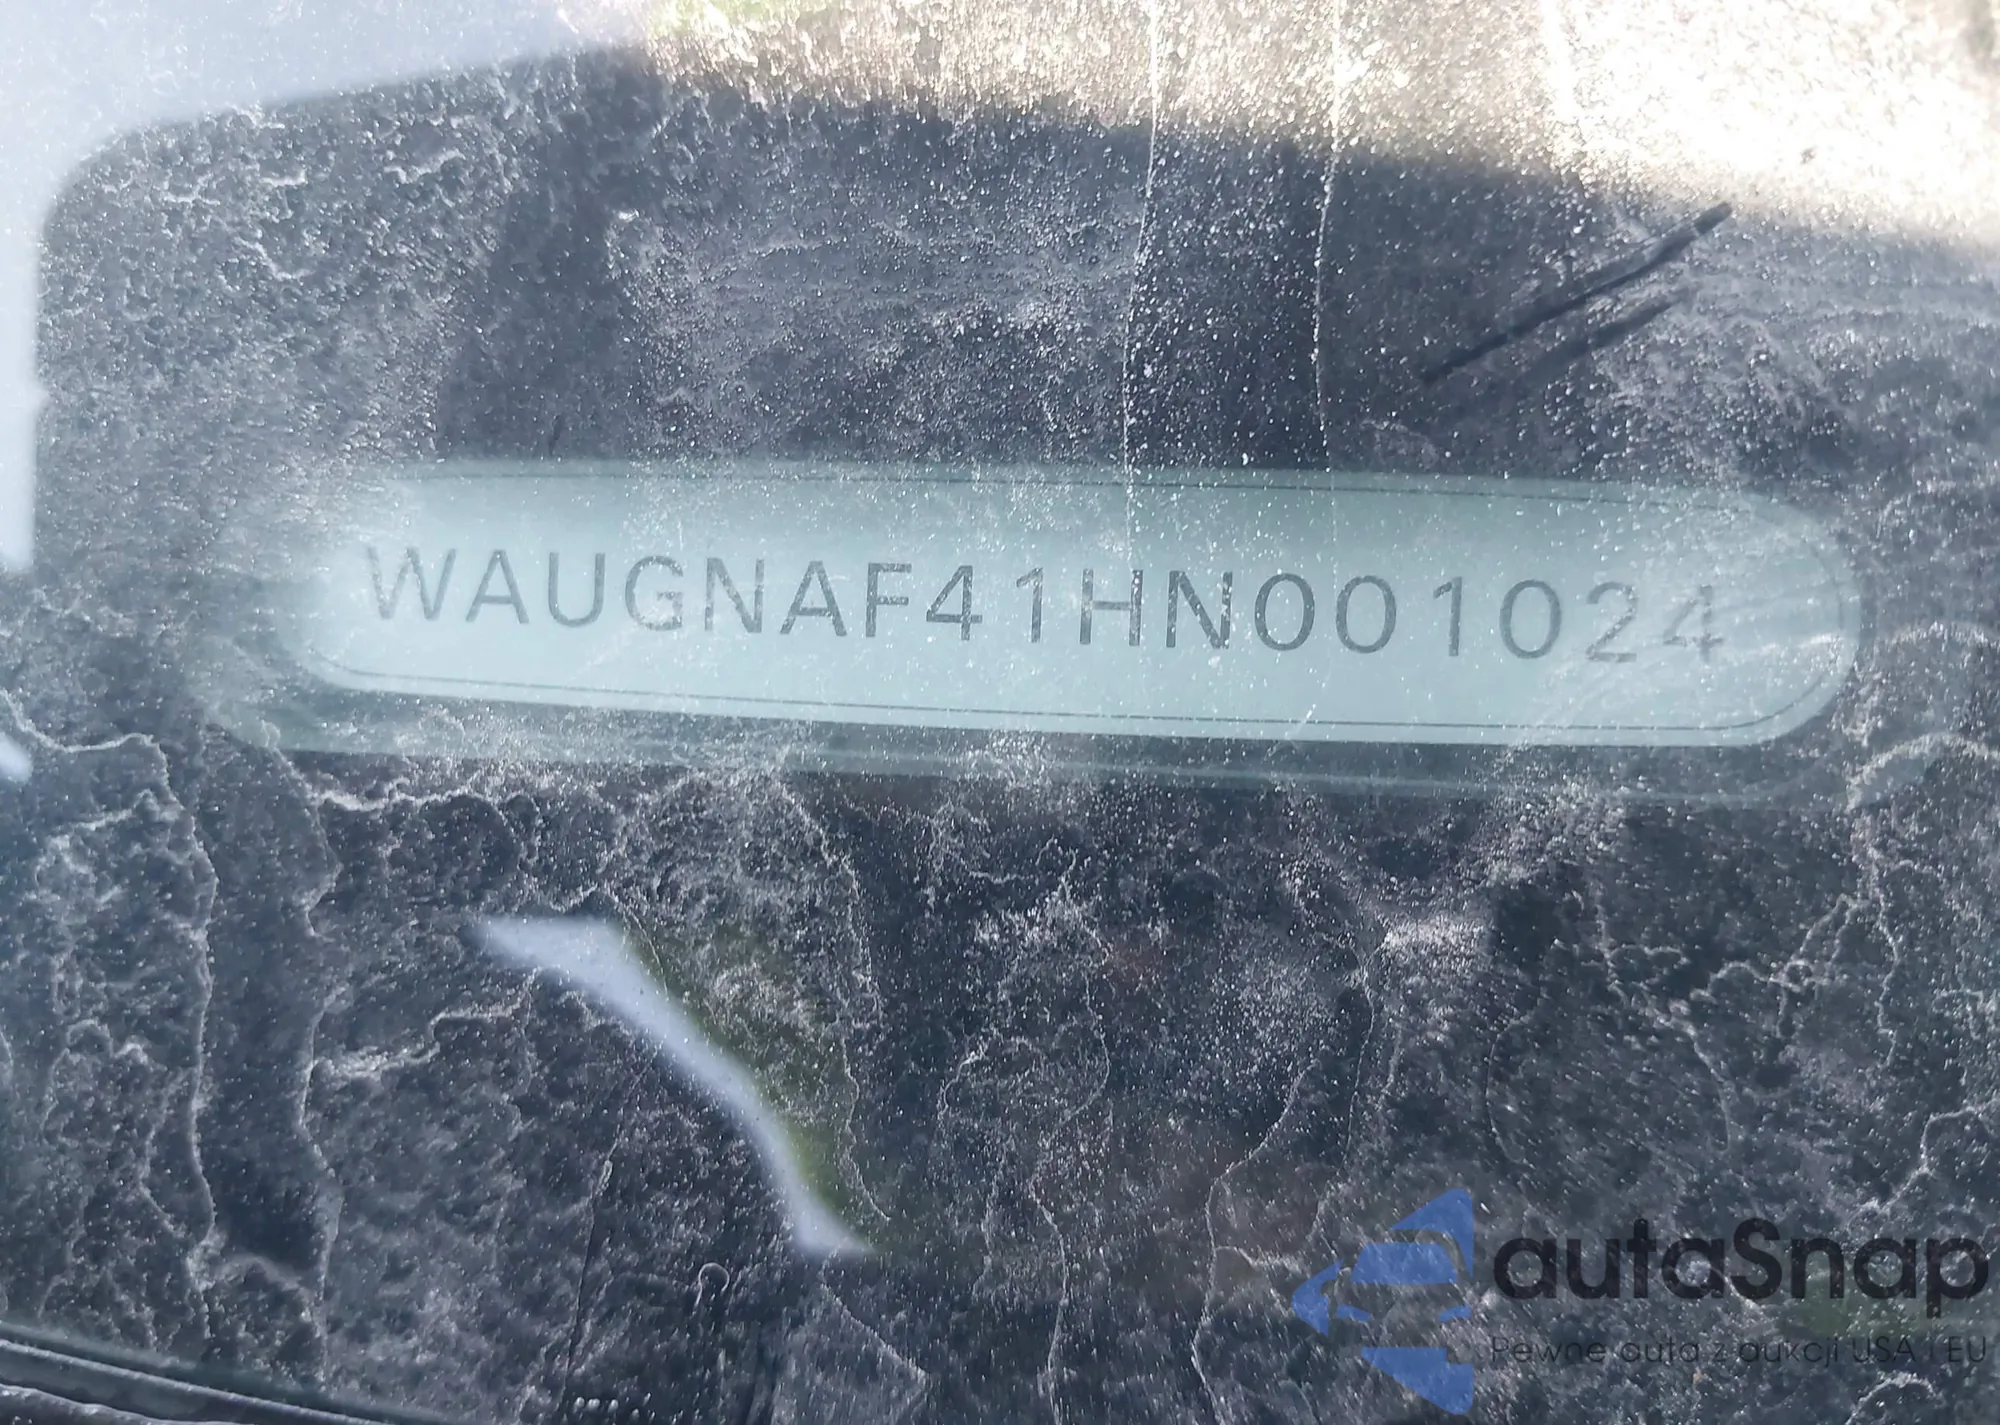 WAUGNAF41HN001024
autaSnap
Pewne auta z aukcji USA i EU